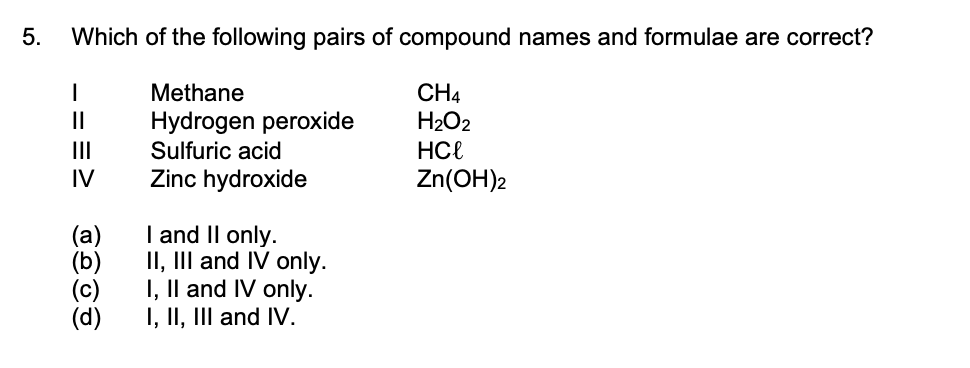 5. Which of the following pairs of compound names and formulae are correct?
I Methane CH₄
II Hydrogen peroxide H₂O₂
III Sulfuric acid HCℓ
IV Zinc hydroxide Zn(OH)₂
(a) I and II only.
(b) II, III and IV only.
(c) I, II and IV only.
(d) I, II, III and IV.